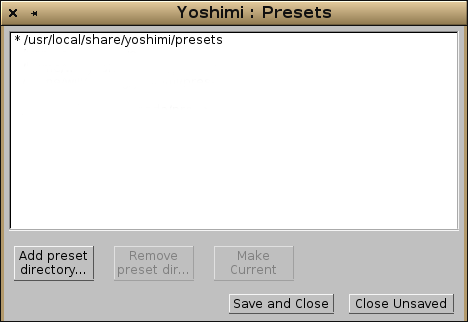 Yoshimi : Presets
* /usr/local/share/yoshimi/presets
Add preset
directory...
Remove
preset dir...
Make
Current
Save and Close
Close Unsaved